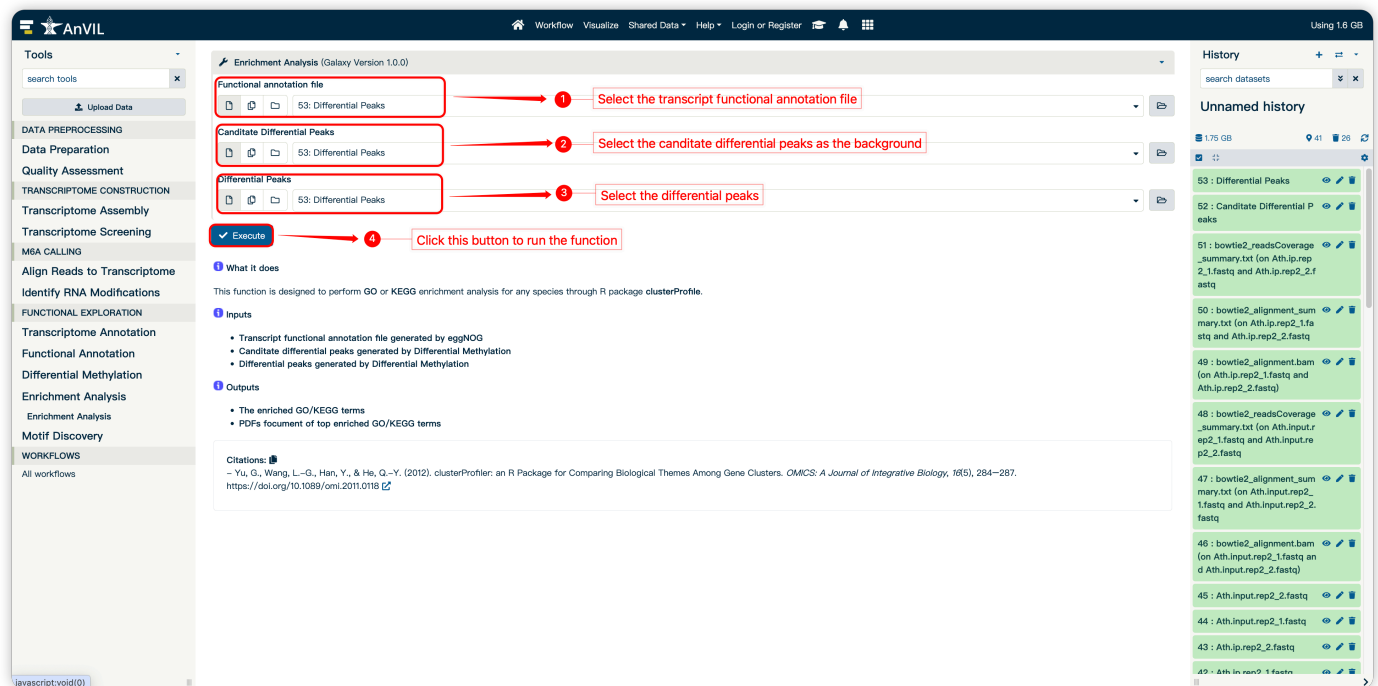 AnVIL
Workflow Visualize Shared Data Help Login or Register
Using 1.6 GB
Tools
search tools
Upload Data
DATA PREPROCESSING
Data Preparation
Quality Assessment
TRANSCRIPTOME CONSTRUCTION
Transcriptome Assembly
Transcriptome Screening
M6A CALLING
Align Reads to Transcriptome
Identify RNA Modifications
FUNCTIONAL EXPLORATION
Transcriptome Annotation
Functional Annotation
Differential Methylation
Enrichment Analysis
Enrichment Analysis
Motif Discovery
WORKFLOWS
All workflows
javascript:void(0)
Enrichment Analysis (Galaxy Version 1.0.0)
Functional annotation file
53: Differential Peaks
1 Select the transcript functional annotation file
Canditate Differential Peaks
53: Differential Peaks
2 Select the canditate differential peaks as the background
Differential Peaks
53: Differential Peaks
3 Select the differential peaks
Execute
4 Click this button to run the function
What it does
This function is designed to perform GO or KEGG enrichment analysis for any species through R package clusterProfile.
Inputs
• Transcript functional annotation file generated by eggNOG
• Canditate differential peaks generated by Differential Methylation
• Differential peaks generated by Differential Methylation
Outputs
• The enriched GO/KEGG terms
• PDFs focument of top enriched GO/KEGG terms
Citations:
– Yu, G., Wang, L.-G., Han, Y., & He, Q.-Y. (2012). clusterProfiler: an R Package for Comparing Biological Themes Among Gene Clusters. OMICS: A Journal of Integrative Biology, 16(5), 284–287.
https://doi.org/10.1089/omi.2011.0118
History
search datasets
Unnamed history
1.75 GB 41 26
53 : Differential Peaks
52 : Canditate Differential P
eaks
51 : bowtie2_readsCoverage
_summary.txt (on Ath.ip.rep
2_1.fastq and Ath.ip.rep2_2.f
astq
50 : bowtie2_alignment_sum
mary.txt (on Ath.ip.rep2_1.fa
stq and Ath.ip.rep2_2.fastq
49 : bowtie2_alignment.bam
(on Ath.ip.rep2_1.fastq and
Ath.ip.rep2_2.fastq)
48 : bowtie2_readsCoverage
_summary.txt (on Ath.input.r
ep2_1.fastq and Ath.input.re
p2_2.fastq
47 : bowtie2_alignment_sum
mary.txt (on Ath.input.rep2_
1.fastq and Ath.input.rep2_2.
fastq
46 : bowtie2_alignment.bam
(on Ath.input.rep2_1.fastq an
d Ath.input.rep2_2.fastq)
45 : Ath.input.rep2_2.fastq
44 : Ath.input.rep2_1.fastq
43 : Ath.ip.rep2_2.fastq
42 : Ath.ip.rep2_1.fastq